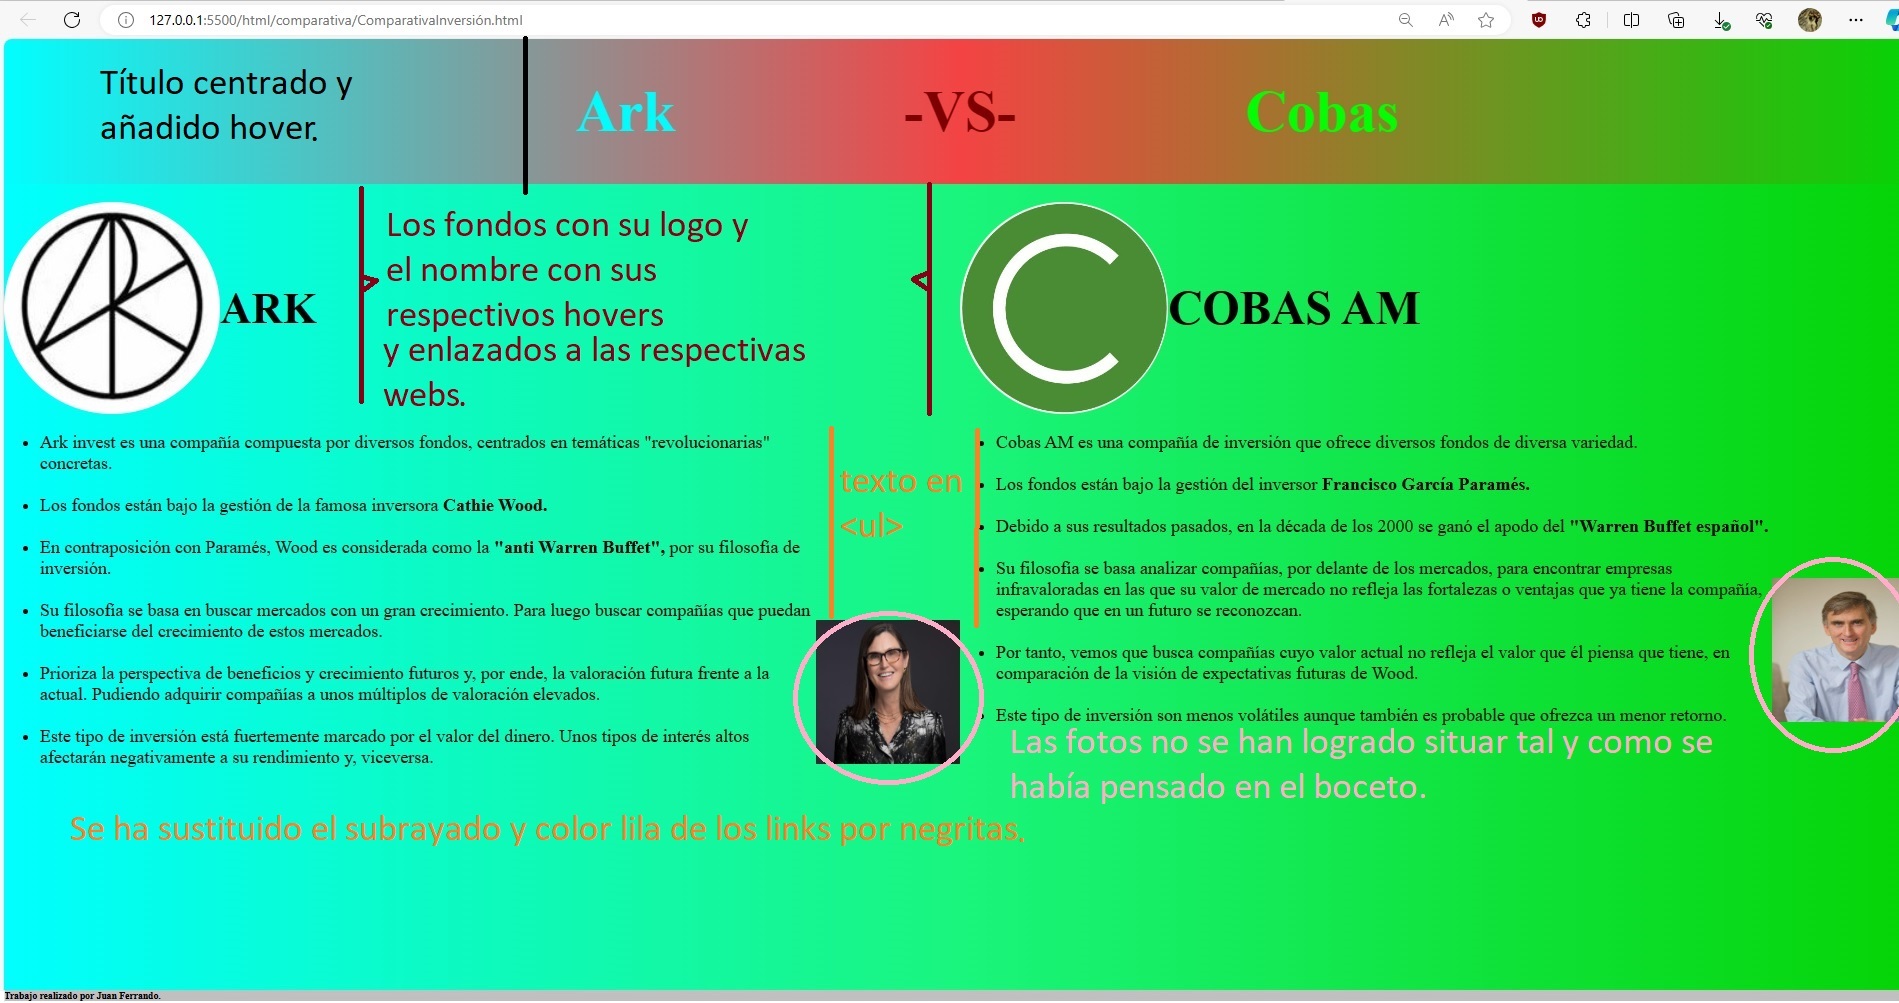 127.0.0.1:5500/html/comparativa/ComparativaInversión.html
Título centrado y
añadido hover.
Ark
-VS-
Cobas
ARK
Los fondos con su logo y
el nombre con sus
respectivos hovers
y enlazados a las respectivas
webs.
COBAS AM
• Ark invest es una compañía compuesta por diversos fondos, centrados en temáticas "revolucionarias"
concretas.
• Los fondos están bajo la gestión de la famosa inversora Cathie Wood.
• En contraposición con Paramés, Wood es considerada como la "anti Warren Buffet", por su filosofía de
inversión.
• Su filosofía se basa en buscar mercados con un gran crecimiento. Para luego buscar compañías que puedan
beneficiarse del crecimiento de estos mercados.
• Prioriza la perspectiva de beneficios y crecimiento futuros y, por ende, la valoración futura frente a la
actual. Pudiendo adquirir compañías a unos múltiplos de valoración elevados.
• Este tipo de inversión está fuertemente marcado por el valor del dinero. Unos tipos de interés altos
afectarán negativamente a su rendimiento y, viceversa.
texto en
<ul>
• Cobas AM es una compañía de inversión que ofrece diversos fondos de diversa variedad.
• Los fondos están bajo la gestión del inversor Francisco García Paramés.
• Debido a sus resultados pasados, en la década de los 2000 se ganó el apodo del "Warren Buffet español".
• Su filosofía se basa analizar compañías, por delante de los mercados, para encontrar empresas
infravaloradas en las que su valor de mercado no refleja las fortalezas o ventajas que ya tiene la compañía,
esperando que en un futuro se reconozcan.
• Por tanto, vemos que busca compañías cuyo valor actual no refleja el valor que él piensa que tiene, en
comparación de la visión de expectativas futuras de Wood.
• Este tipo de inversión son menos volátiles aunque también es probable que ofrezca un menor retorno.
Las fotos no se han logrado situar tal y como se
había pensado en el boceto.
Se ha sustituido el subrayado y color lila de los links por negritas.
Trabajo realizado por Juan Ferrando.